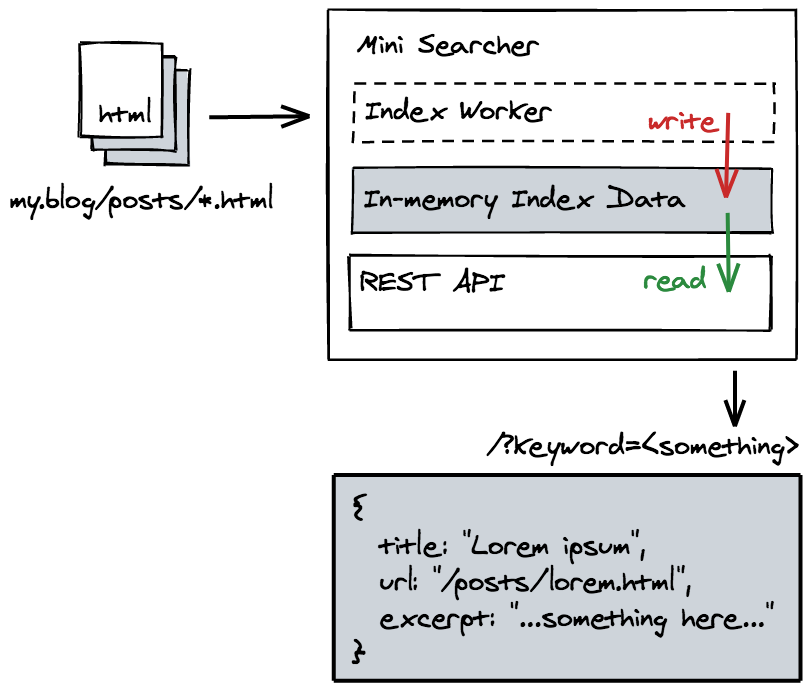 html
my.blog/posts/*.html
Mini Searcher
Index Worker
write
In-memory Index Data
REST API
read
/?keyword=<something>
{
title: "Lorem ipsum",
url: "/posts/lorem.html",
excerpt: "...something here..."
}